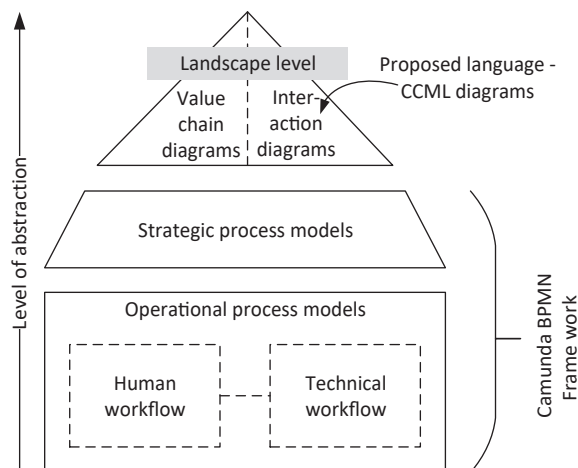 Landscape level
Value
chain
diagrams
Inter-
action
diagrams
Proposed language -
CCML diagrams
Level of abstraction
Strategic process models
Operational process models
Human
workflow
Technical
workflow
Camunda BPMN
Frame work